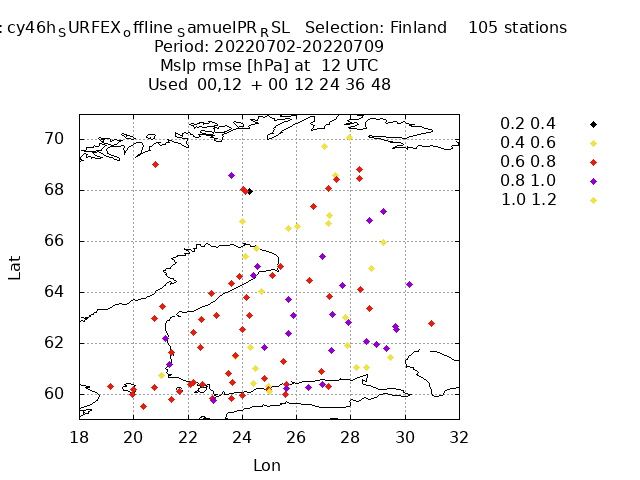 : cy46h_SURFEX_offline_SamuelPR_RSL Selection: Finland 105 stations
Period: 20220702-20220709
Mslp rmse [hPa] at 12 UTC
Used 00,12 + 00 12 24 36 48
0.2 0.4
0.4 0.6
0.6 0.8
0.8 1.0
1.0 1.2
70
68
66
64
62
60
Lat
18 20 22 24 26 28 30 32
Lon